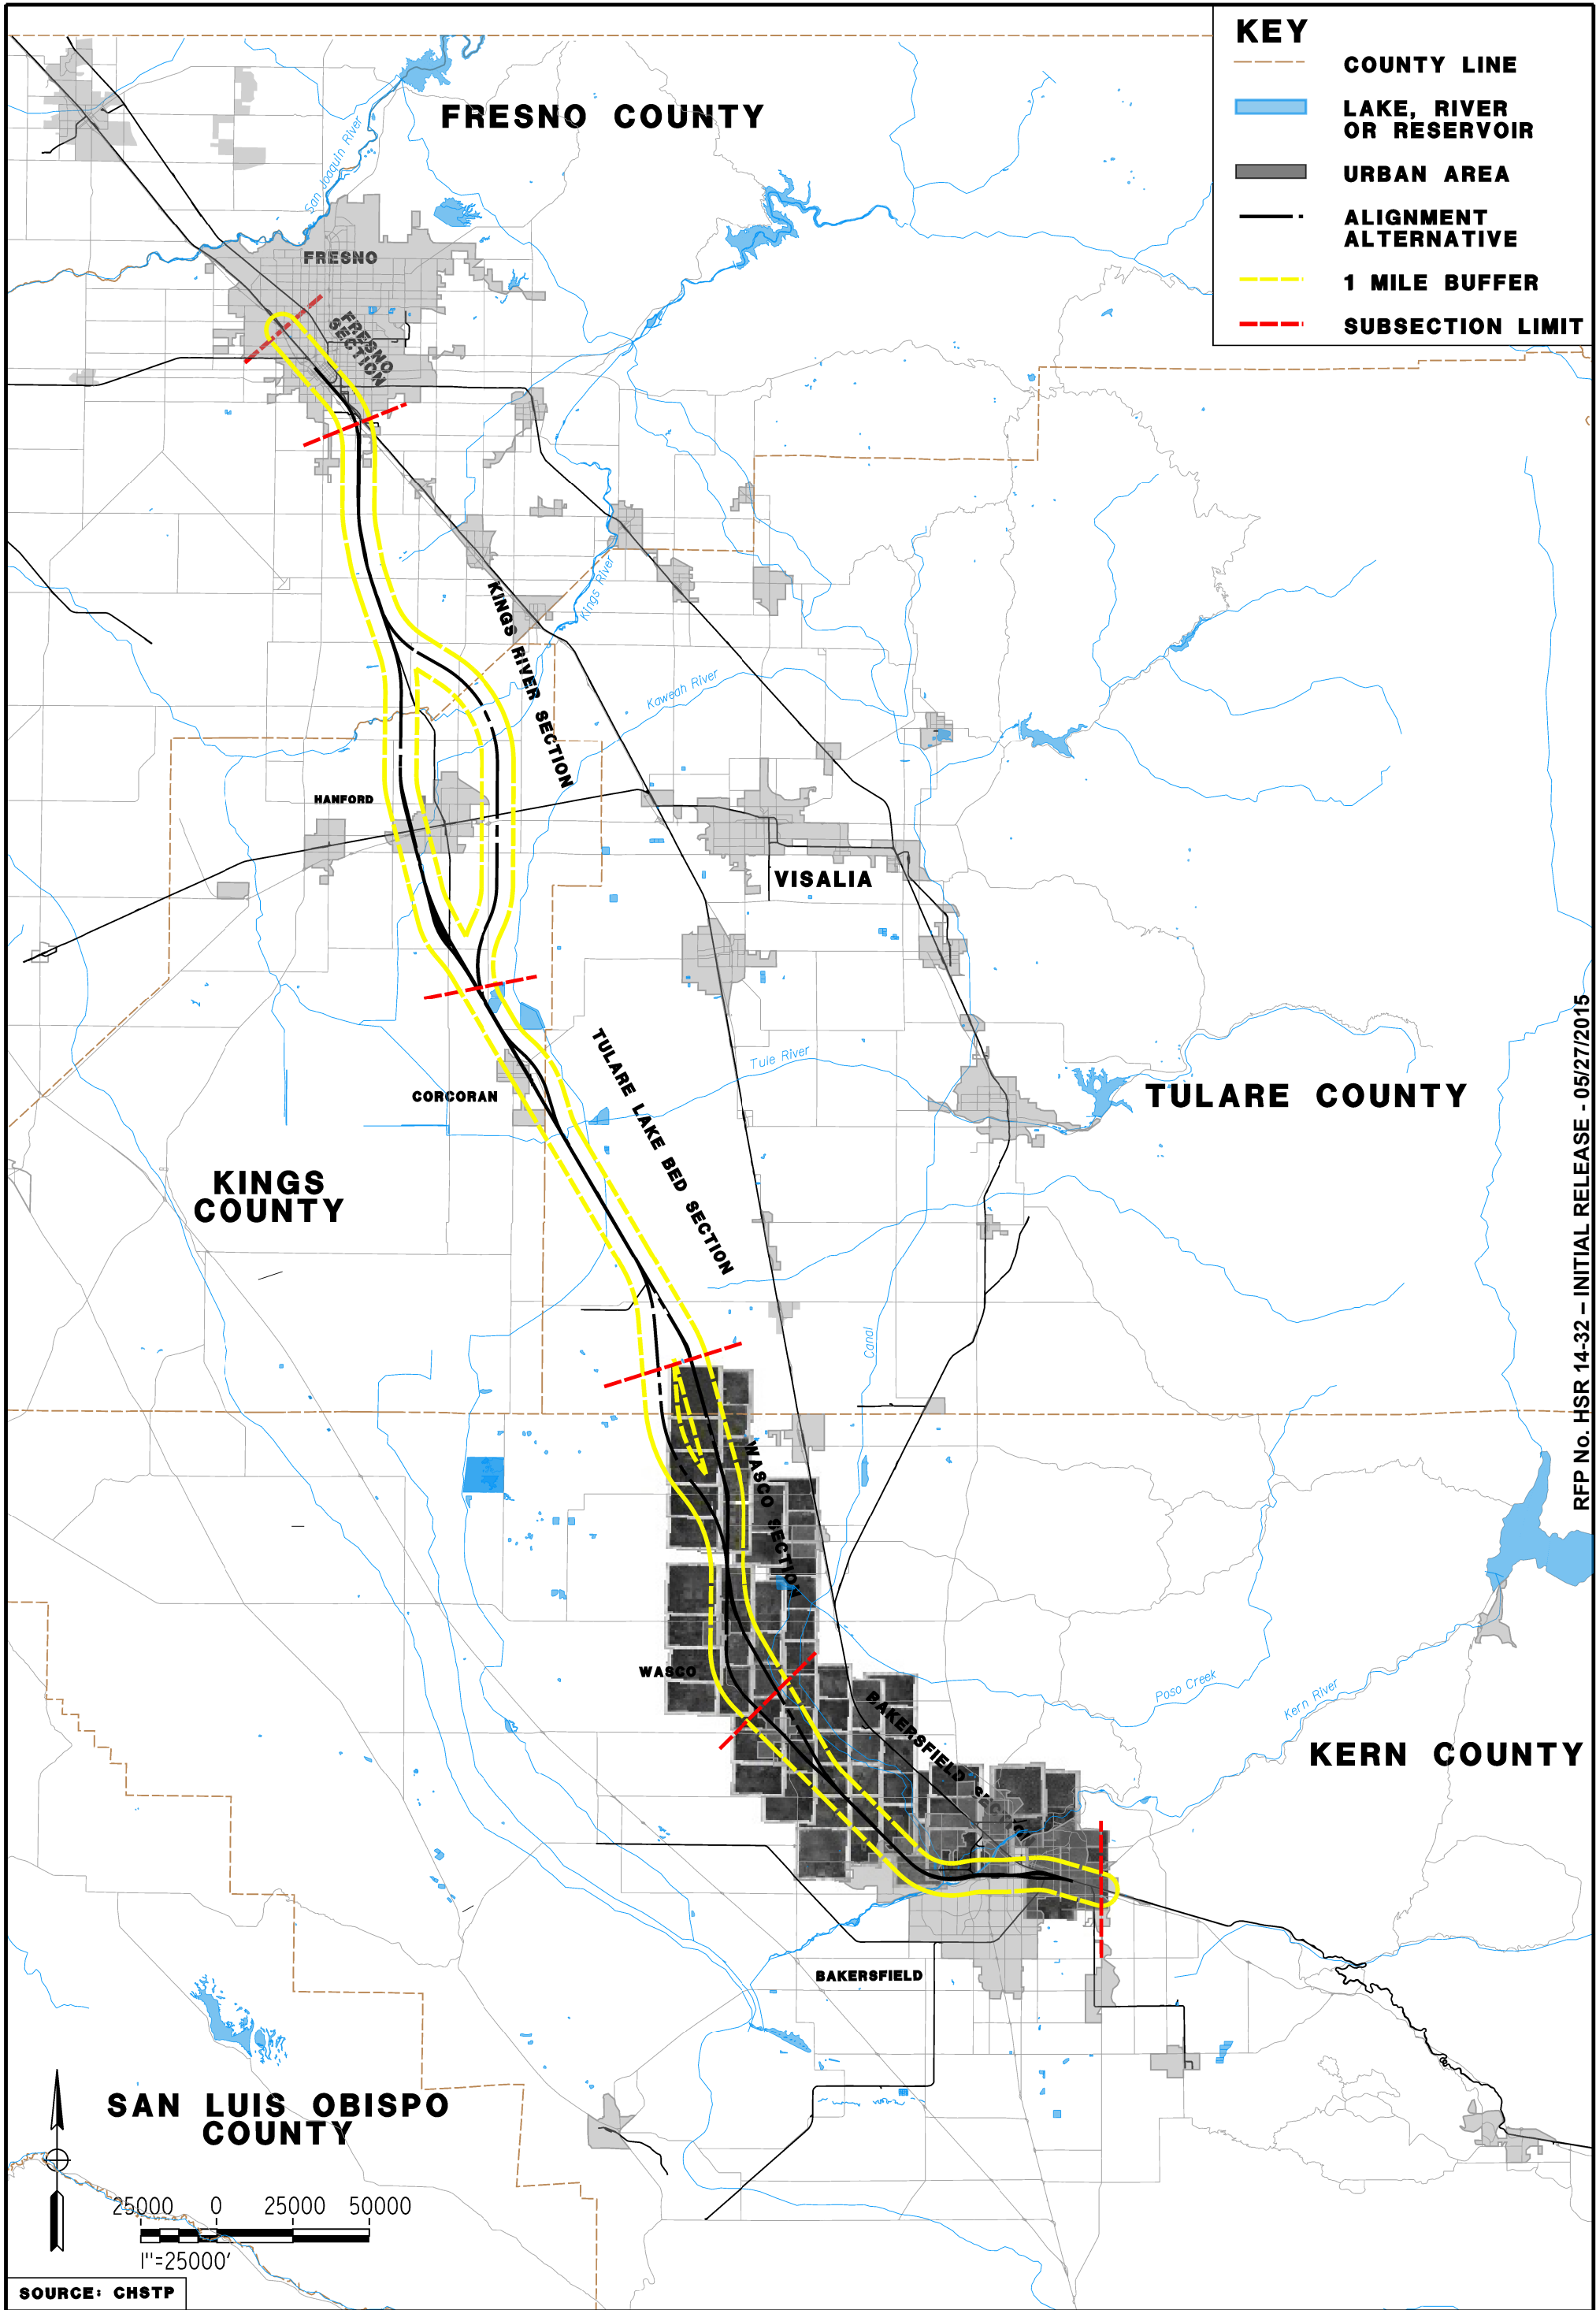 KEY
COUNTY LINE
LAKE, RIVER
OR RESERVOIR
URBAN AREA
ALIGNMENT
ALTERNATIVE
1 MILE BUFFER
SUBSECTION LIMIT
FRESNO COUNTY
San Joaquin River
FRESNO
FRESNO
SECTION
Kings River
KINGS RIVER SECTION
Kaweah River
HANFORD
VISALIA
TULARE LAKE BED SECTION
Tule River
CORCORAN
TULARE COUNTY
KINGS
COUNTY
Canal
WASCO SECTION
WASCO
BAKERSFIELD SECTION
Poso Creek
Kern River
KERN COUNTY
BAKERSFIELD
SAN LUIS OBISPO
COUNTY
25000 0 25000 50000
1"=25000'
SOURCE: CHSTP
RFP No. HSR 14-32 – INITIAL RELEASE - 05/27/2015